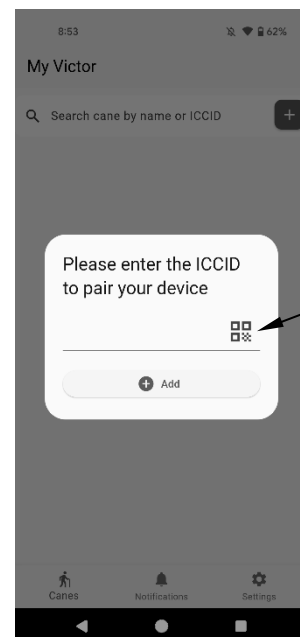 8:53 62%
My Victor
Search cane by name or ICCID
Please enter the ICCID
to pair your device
Add
Canes Notifications Settings